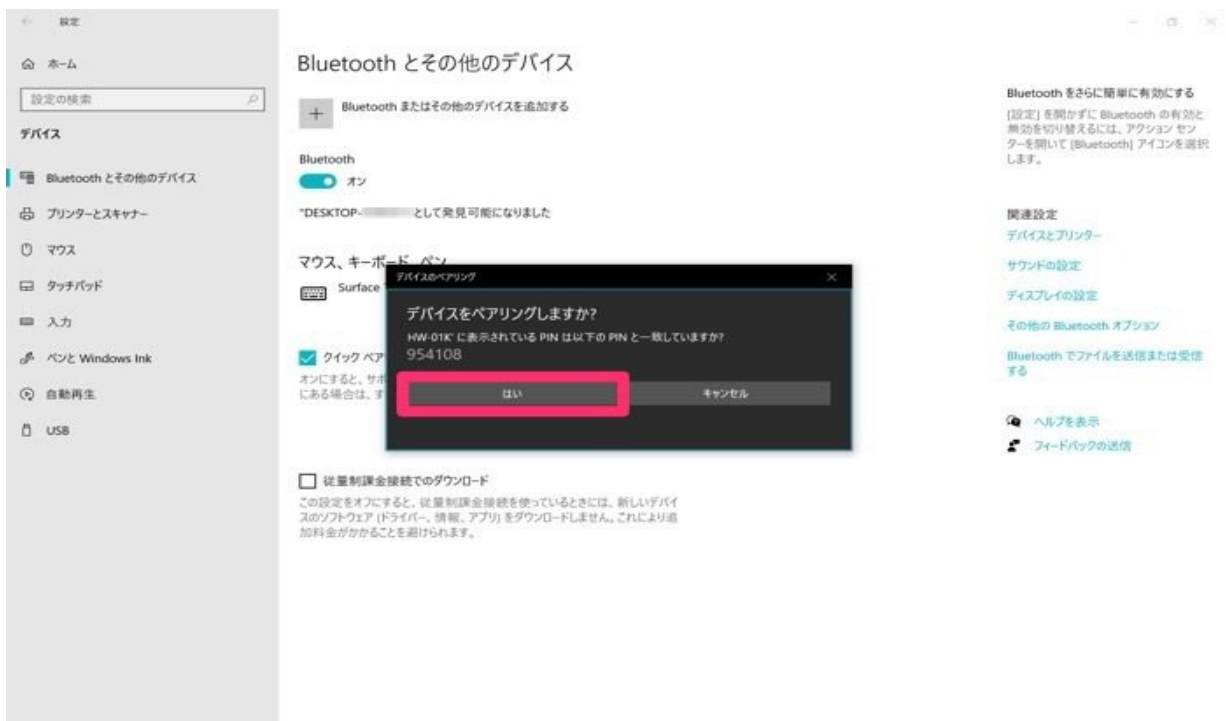 設定
ホーム
設定の検索
デバイス
Bluetooth とその他のデバイス
プリンターとスキャナー
マウス
タッチパッド
入力
ペンと Windows Ink
自動再生
USB
Bluetooth とその他のデバイス
Bluetooth またはその他のデバイスを追加する
Bluetooth
オン
"DESKTOP- として発見可能になりました
マウス、キーボード、ペン
Surface
デバイスのペアリング
デバイスをペアリングしますか?
HW-01K' に表示されている PIN は以下の PIN と一致していますか?
954108
はい
キャンセル
クイック ペア
オンにすると、サポ
にある場合は、す
従量制課金接続でのダウンロード
この設定をオフにすると、従量制課金接続を使っているときには、新しいデバイ
スのソフトウェア (ドライバー、情報、アプリ) をダウンロードしません。これにより追
加料金がかかることを避けられます。
Bluetooth をさらに簡単に有効にする
[設定] を開かずに Bluetooth の有効と
無効を切り替えるには、アクション セン
ターを開いて [Bluetooth] アイコンを選択
します。
関連設定
デバイスとプリンター
サウンドの設定
ディスプレイの設定
その他の Bluetooth オプション
Bluetooth でファイルを送信または受信
する
ヘルプを表示
フィードバックの送信